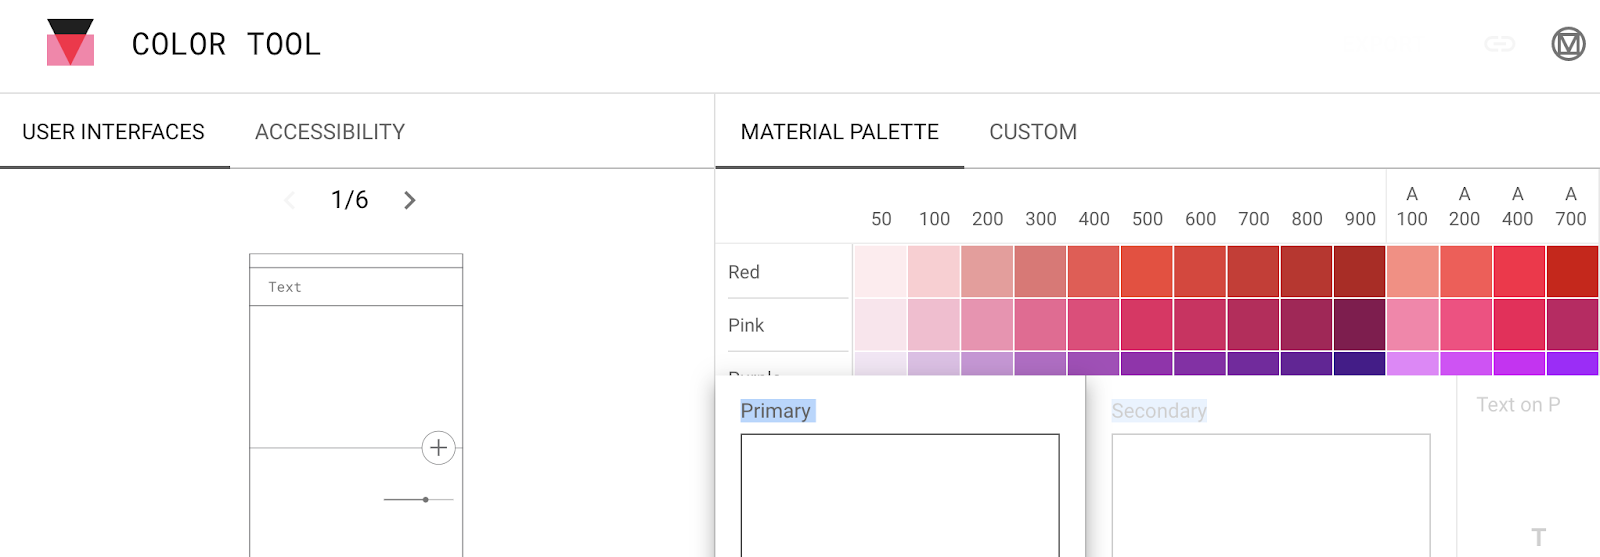 COLOR TOOL
USER INTERFACES
ACCESSIBILITY
1/6
Text
MATERIAL PALETTE
CUSTOM
50 100 200 300 400 500 600 700 800 900 A 100 A 200 A 400 A 700
Red
Pink
Purple
Primary
Secondary
Text on P
T